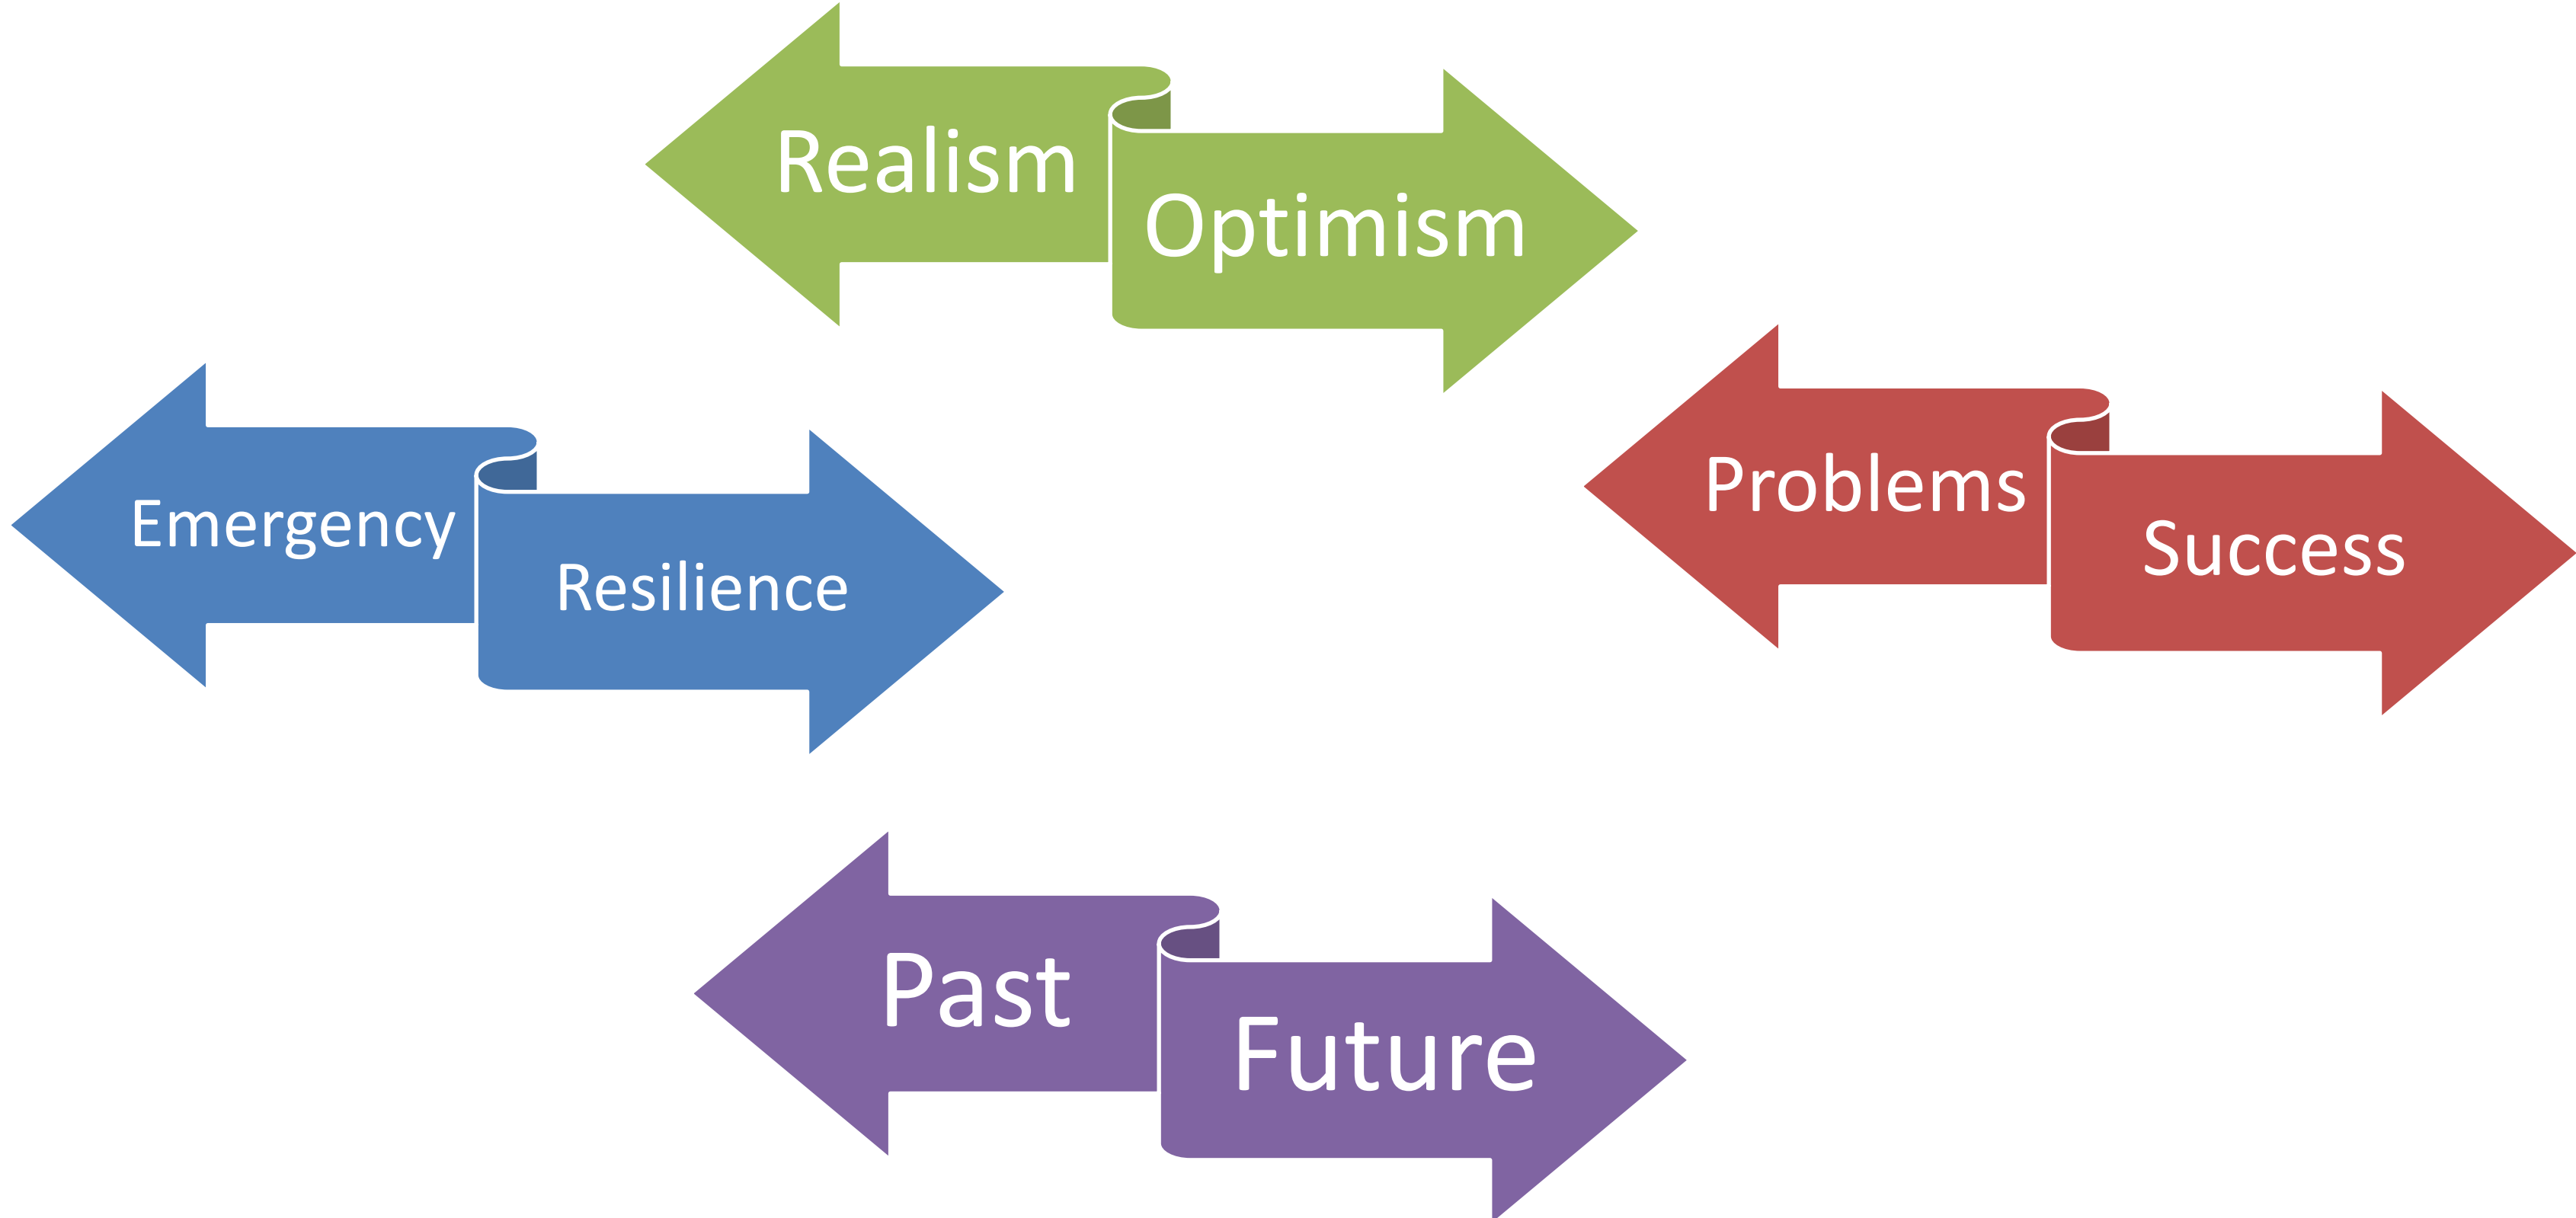 Realism
Optimism
Emergency
Resilience
Problems
Success
Past
Future